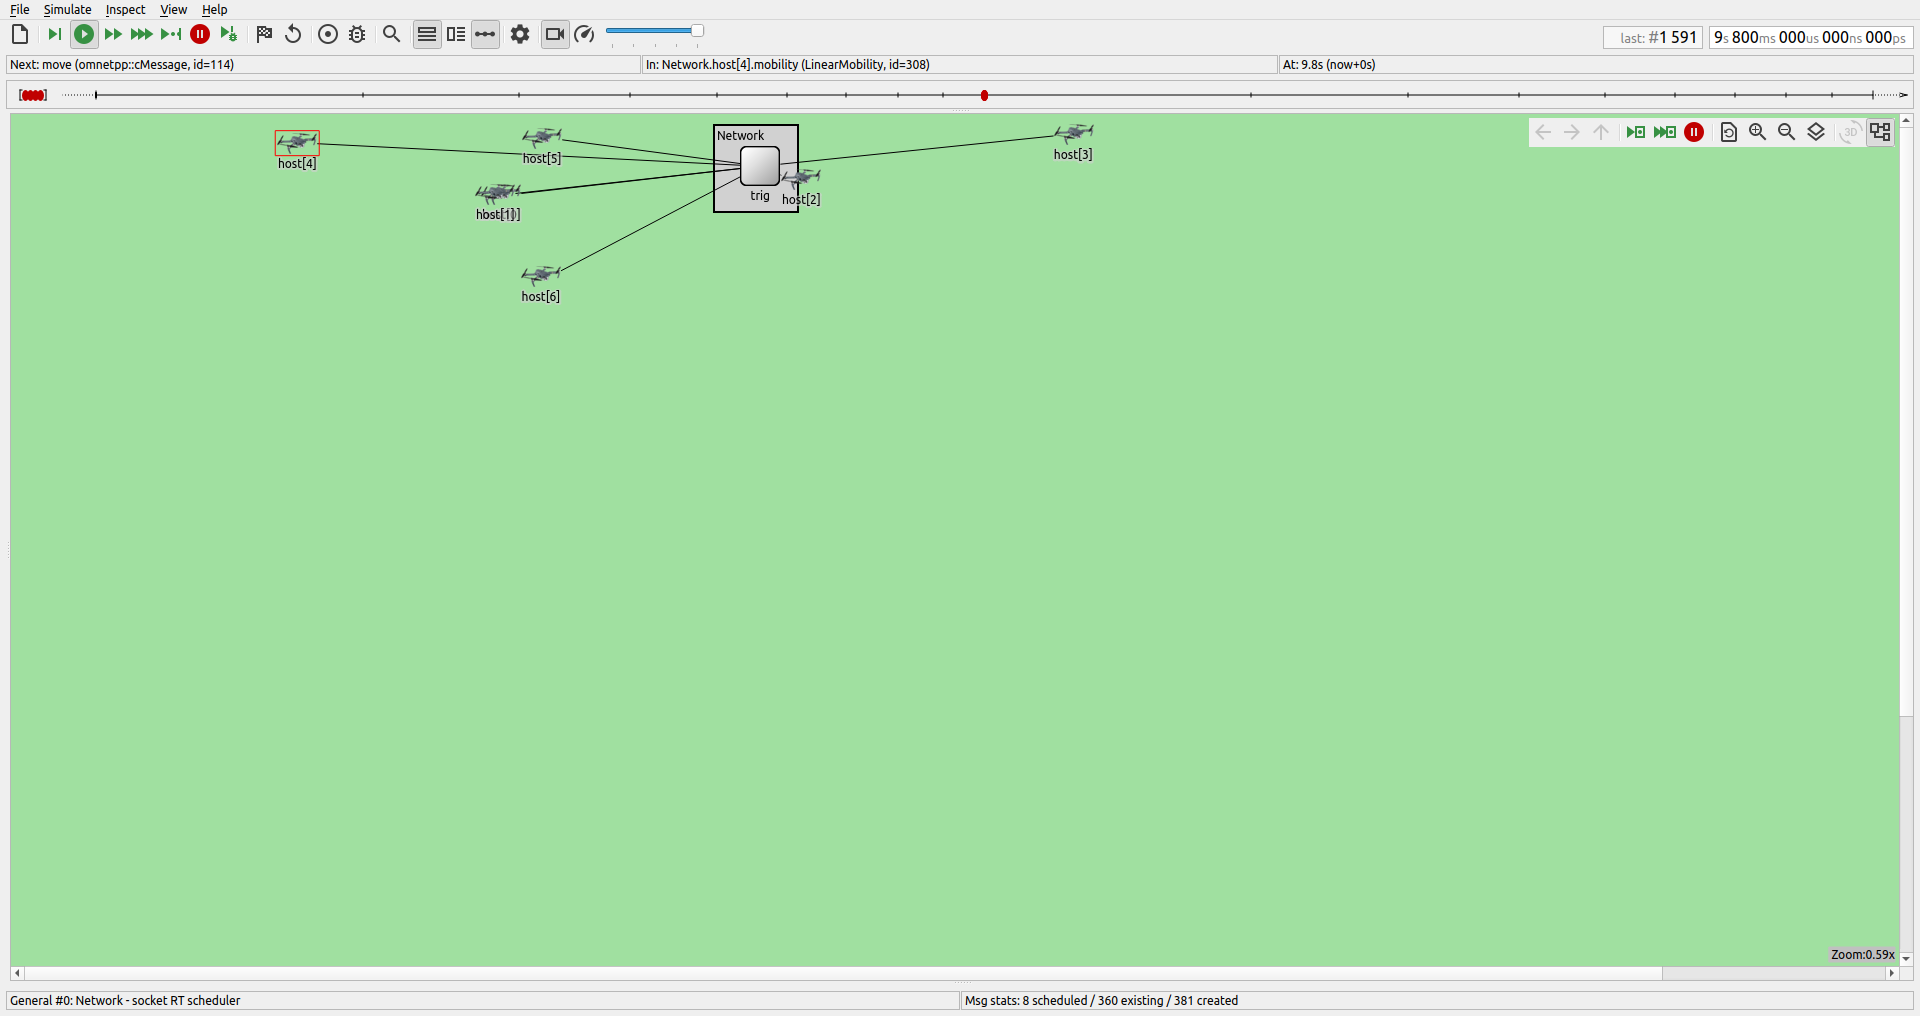 File Simulate Inspect View Help
last: #1 591 9s 800ms 000us 000ns 000ps
Next: move (omnetpp::cMessage, id=114) In: Network.host[4].mobility (LinearMobility, id=308) At: 9.8s (now+0s)
Network
host[4]
host[5]
host[3]
3D
trig
host[2]
host[1]
host[6]
Zoom:0.59x
General #0: Network - socket RT scheduler Msg stats: 8 scheduled / 360 existing / 381 created